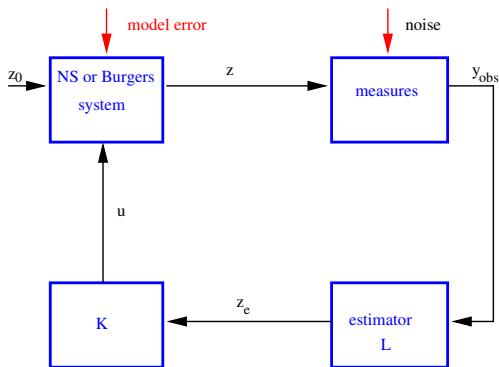 model error
noise
z0
NS or Burgers
system
z
measures
yobs
u
K
ze
estimator
L